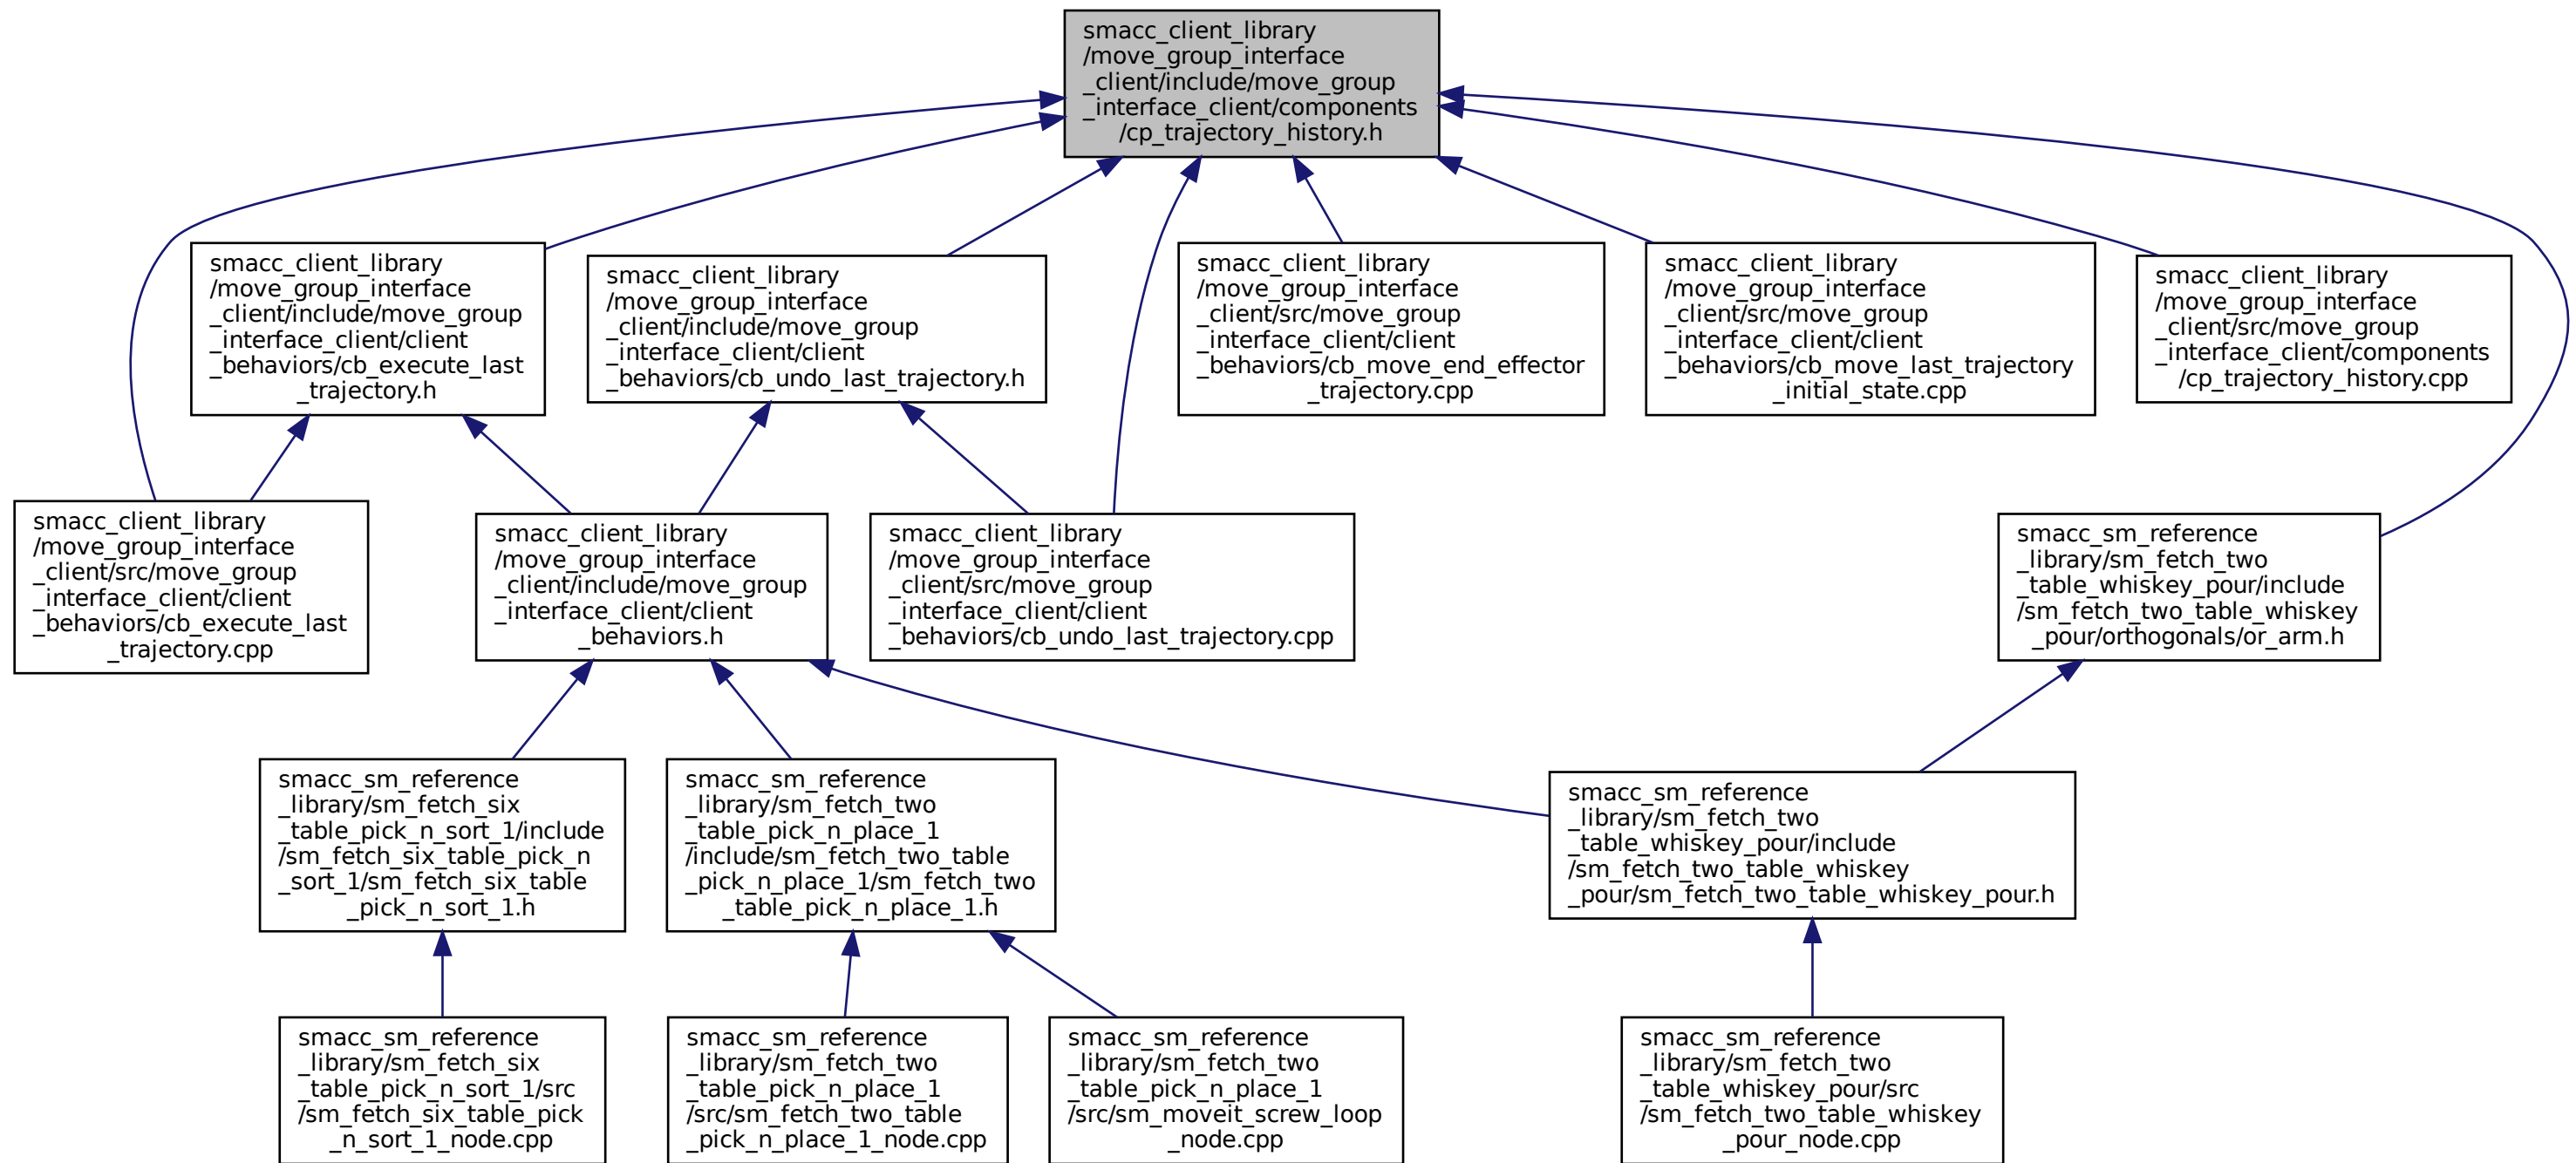 smacc_client_library
/move_group_interface
_client/include/move_group
_interface_client/components
/cp_trajectory_history.h
smacc_client_library
/move_group_interface
_client/include/move_group
_interface_client/client
_behaviors/cb_execute_last
_trajectory.h
smacc_client_library
/move_group_interface
_client/include/move_group
_interface_client/client
_behaviors/cb_undo_last_trajectory.h
smacc_client_library
/move_group_interface
_client/src/move_group
_interface_client/client
_behaviors/cb_move_end_effector
_trajectory.cpp
smacc_client_library
/move_group_interface
_client/src/move_group
_interface_client/client
_behaviors/cb_move_last_trajectory
_initial_state.cpp
smacc_client_library
/move_group_interface
_client/src/move_group
_interface_client/components
/cp_trajectory_history.cpp
smacc_client_library
/move_group_interface
_client/src/move_group
_interface_client/client
_behaviors/cb_execute_last
_trajectory.cpp
smacc_client_library
/move_group_interface
_client/include/move_group
_interface_client/client
_behaviors.h
smacc_client_library
/move_group_interface
_client/src/move_group
_interface_client/client
_behaviors/cb_undo_last_trajectory.cpp
smacc_sm_reference
_library/sm_fetch_two
_table_whiskey_pour/include
/sm_fetch_two_table_whiskey
_pour/orthogonals/or_arm.h
smacc_sm_reference
_library/sm_fetch_six
_table_pick_n_sort_1/include
/sm_fetch_six_table_pick_n
_sort_1/sm_fetch_six_table
_pick_n_sort_1.h
smacc_sm_reference
_library/sm_fetch_two
_table_pick_n_place_1
/include/sm_fetch_two_table
_pick_n_place_1/sm_fetch_two
_table_pick_n_place_1.h
smacc_sm_reference
_library/sm_fetch_two
_table_whiskey_pour/include
/sm_fetch_two_table_whiskey
_pour/sm_fetch_two_table_whiskey_pour.h
smacc_sm_reference
_library/sm_fetch_six
_table_pick_n_sort_1/src
/sm_fetch_six_table_pick
_n_sort_1_node.cpp
smacc_sm_reference
_library/sm_fetch_two
_table_pick_n_place_1
/src/sm_fetch_two_table
_pick_n_place_1_node.cpp
smacc_sm_reference
_library/sm_fetch_two
_table_pick_n_place_1
/src/sm_moveit_screw_loop
_node.cpp
smacc_sm_reference
_library/sm_fetch_two
_table_whiskey_pour/src
/sm_fetch_two_table_whiskey
_pour_node.cpp